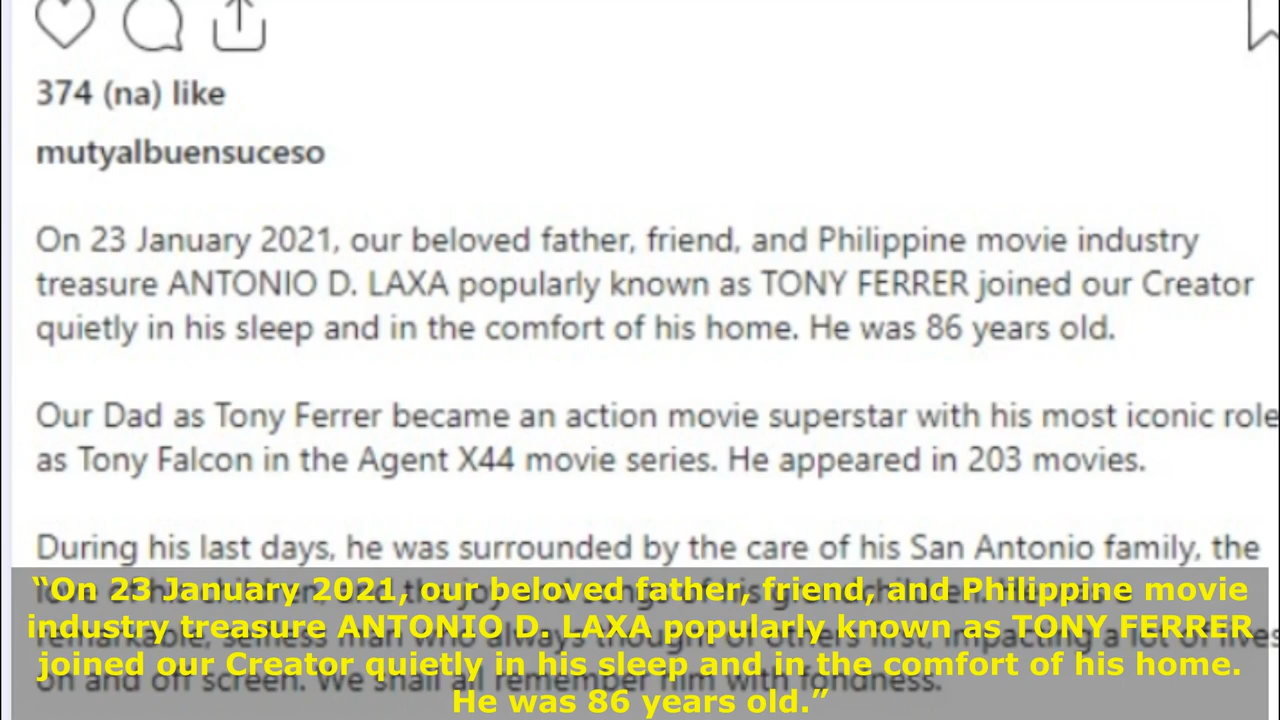 374 (na) like
mutyalbuensuceso
On 23 January 2021, our beloved father, friend, and Philippine movie industry
treasure ANTONIO D. LAXA popularly known as TONY FERRER joined our Creator
quietly in his sleep and in the comfort of his home. He was 86 years old.
Our Dad as Tony Ferrer became an action movie superstar with his most iconic role
as Tony Falcon in the Agent X44 movie series. He appeared in 203 movies.
During his last days, he was surrounded by the care of his San Antonio family, the
on and off screen. We shall all remember him with fondness.
“On 23 January 2021, our beloved father, friend, and Philippine movie
industry treasure ANTONIO D. LAXA popularly known as TONY FERRER
joined our Creator quietly in his sleep and in the comfort of his home.
He was 86 years old.”